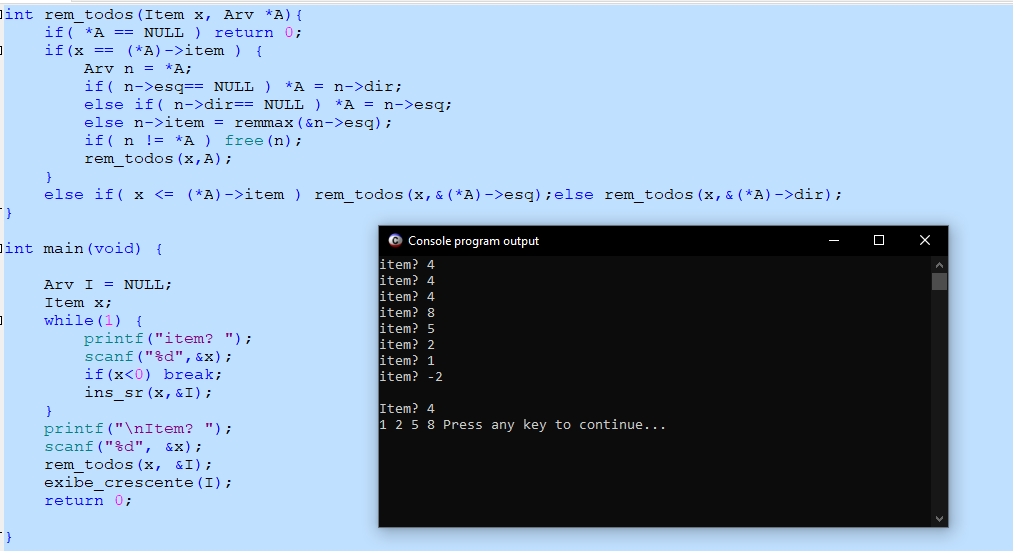 int rem_todos(Item x, Arv *A){
    if( *A == NULL ) return 0;
    if(x == (*A)->item ) {
        Arv n = *A;
        if( n->esq== NULL ) *A = n->dir;
        else if( n->dir== NULL ) *A = n->esq;
        else n->item = remmax(&n->esq);
        if( n != *A ) free(n);
        rem_todos(x,A);
    }
    else if( x <= (*A)->item ) rem_todos(x,&(*A)->esq);else rem_todos(x,&(*A)->dir);
}
int main(void) {
    Arv I = NULL;
    Item x;
    while(1) {
        printf("item? ");
        scanf("%d",&x);
        if(x<0) break;
        ins_sr(x,&I);
    }
    printf("\nItem? ");
    scanf("%d", &x);
    rem_todos(x, &I);
    exibe_crescente(I);
    return 0;
}
Console program output
item? 4
item? 4
item? 4
item? 8
item? 5
item? 2
item? 1
item? -2
Item? 4
1 2 5 8 Press any key to continue...